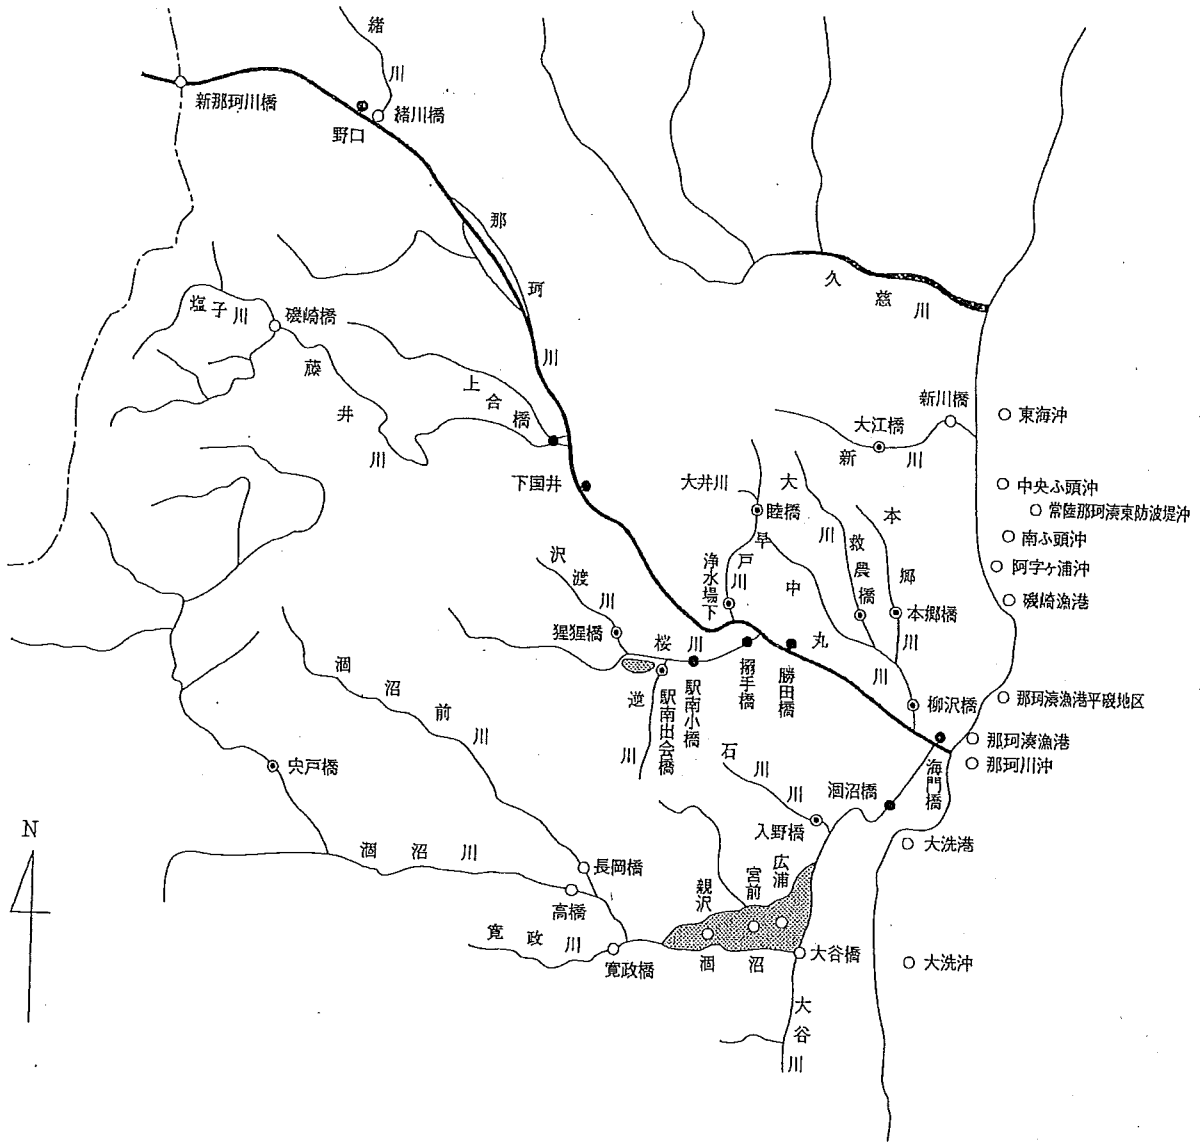 緒川
新那珂川橋
野口
緒川橋
那珂川
久慈川
塩子川
磯崎橋
藤井川
上合橋
下国井
新川橋
大江橋
新川
東海沖
中央ふ頭沖
常陸那珂湊東防波堤沖
南ふ頭沖
阿字ヶ浦沖
磯崎漁港
大井川
睦橋
早戸川
浄水場下
大川
救農橋
本郷川
本郷橋
中丸川
柳沢橋
沢渡川
猩猩橋
桜川
逆川
駅南出会橋
駅南小橋
搦手橋
勝田橋
那珂湊漁港平磯地区
那珂湊漁港
那珂川沖
海門橋
涸沼橋
石川川
入野橋
大洗港
涸沼前川
宍戸橋
涸沼川
長岡橋
高橋
寛政川
寛政橋
親沢
宮前
広浦
涸沼
大谷橋
大谷川
大洗沖
N